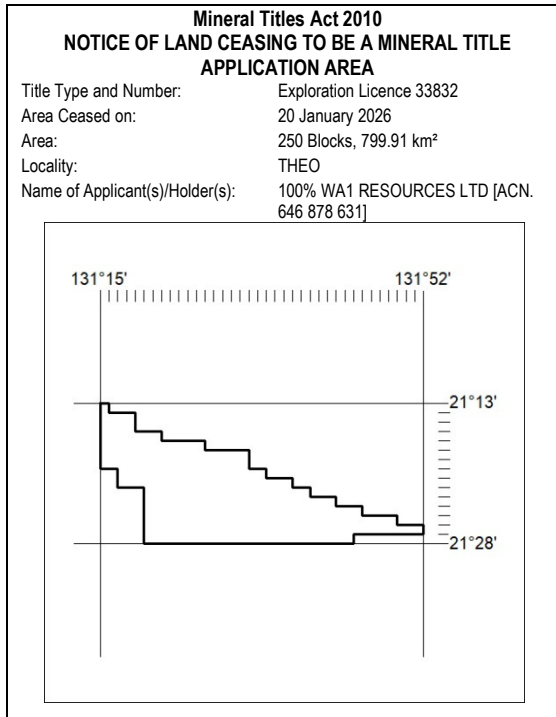 Mineral Titles Act 2010
NOTICE OF LAND CEASING TO BE A MINERAL TITLE
APPLICATION AREA
Title Type and Number: Exploration Licence 33832
Area Ceased on: 20 January 2026
Area: 250 Blocks, 799.91 km²
Locality: THEO
Name of Applicant(s)/Holder(s): 100% WA1 RESOURCES LTD [ACN.
646 878 631]
131°15' 131°52'
21°13'
21°28'